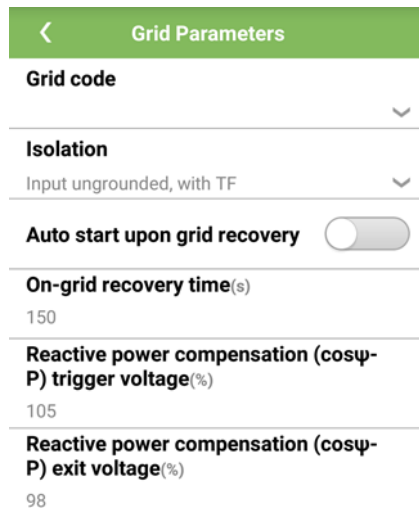 Grid Parameters
Grid code
Isolation
Input ungrounded, with TF
Auto start upon grid recovery
On-grid recovery time(s)
150
Reactive power compensation (cosψ-
P) trigger voltage(%)
105
Reactive power compensation (cosψ-
P) exit voltage(%)
98